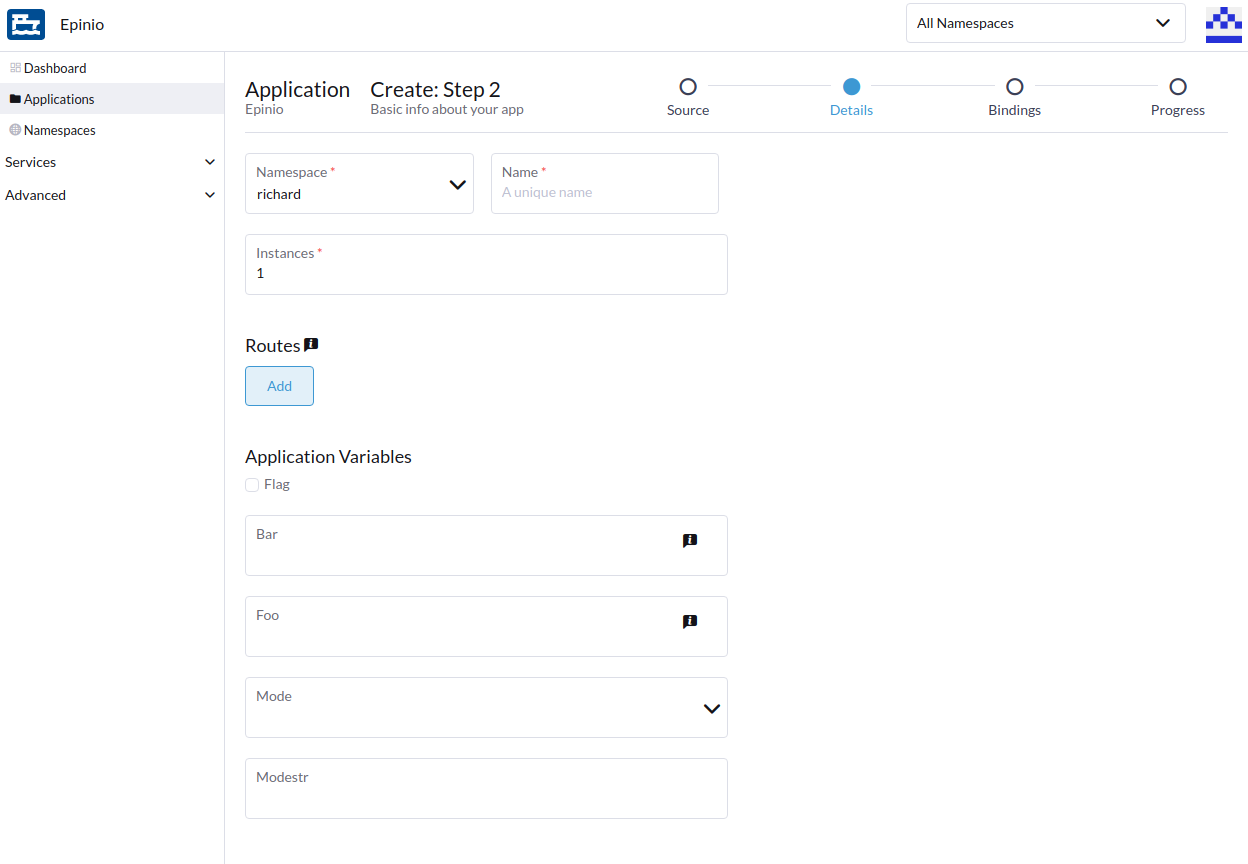 Epinio
All Namespaces
Dashboard
Applications
Namespaces
Services
Advanced
Application
Epinio
Create: Step 2
Basic info about your app
Source
Details
Bindings
Progress
Namespace *
richard
Name *
A unique name
Instances *
1
Routes
Add
Application Variables
Flag
Bar
Foo
Mode
Modestr